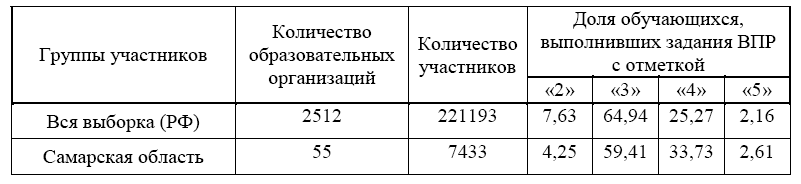 Группы участников
Количество
образовательных
организаций
Количество
участников
Доля обучающихся,
выполнивших задания ВПР
с отметкой
«2» «3» «4» «5»
Вся выборка (РФ) 2512 221193 7,63 64,94 25,27 2,16
Самарская область 55 7433 4,25 59,41 33,73 2,61